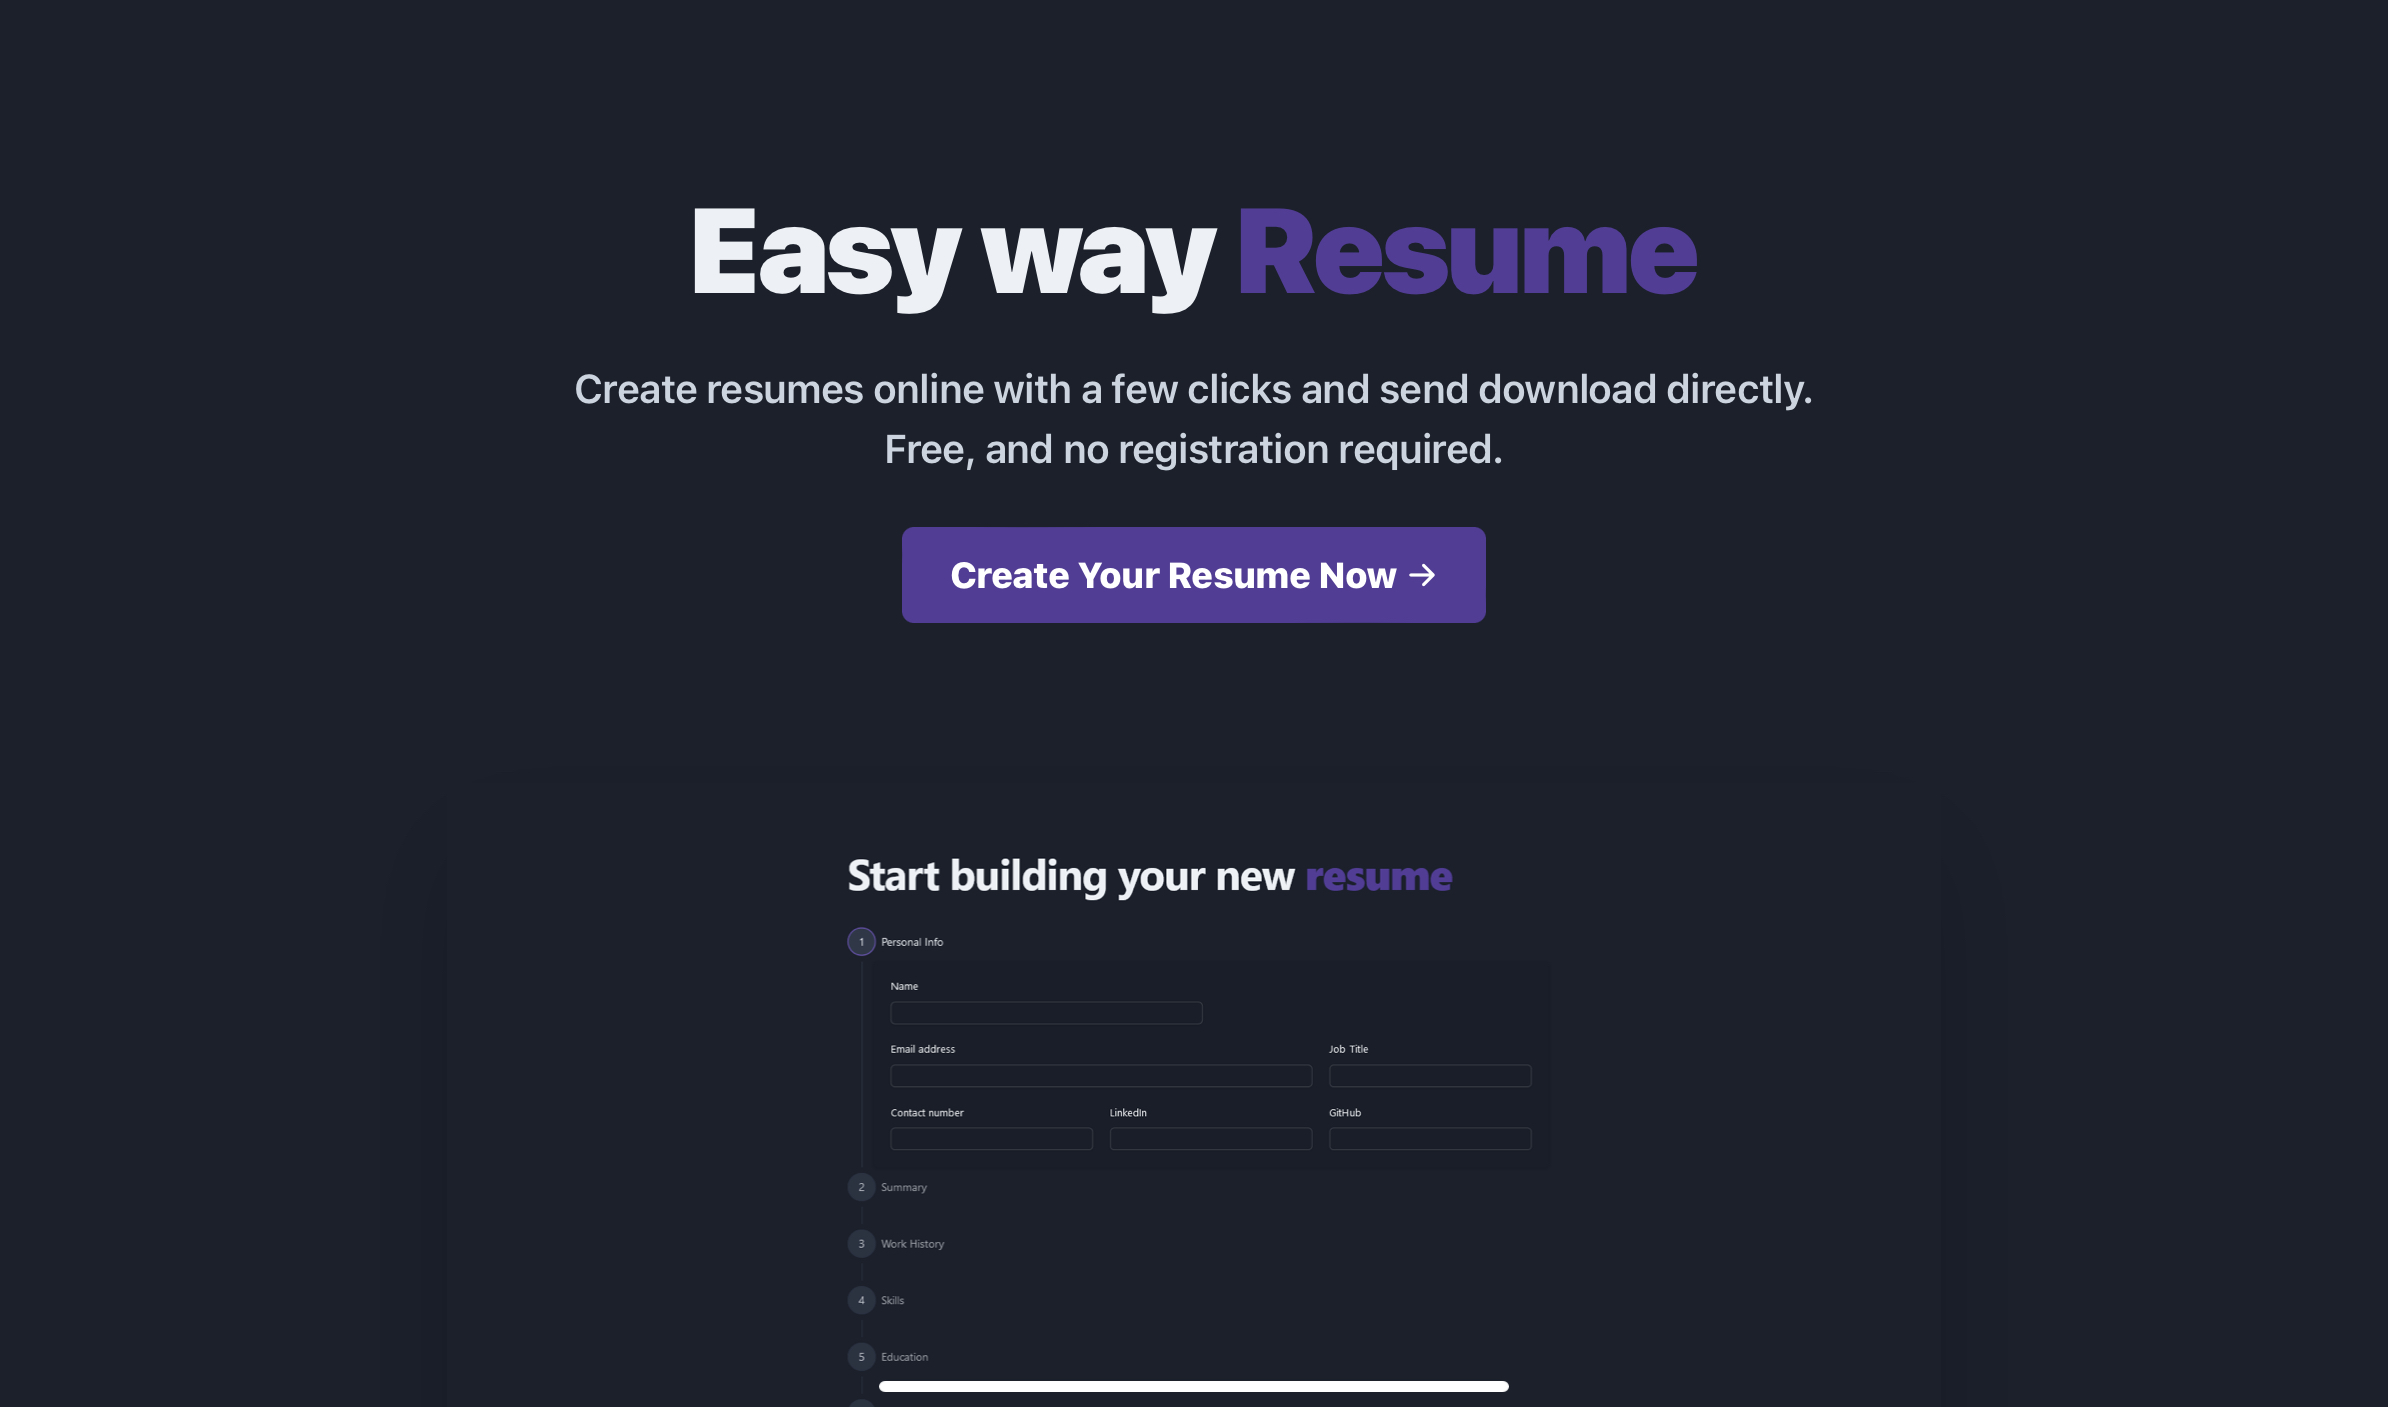 Easy way Resume
Create resumes online with a few clicks and send download directly.
Free, and no registration required.
Create Your Resume Now →
Start building your new resume
1 Personal Info
Name
Email address
Job Title
Contact number
LinkedIn
GitHub
2 Summary
3 Work History
4 Skills
5 Education